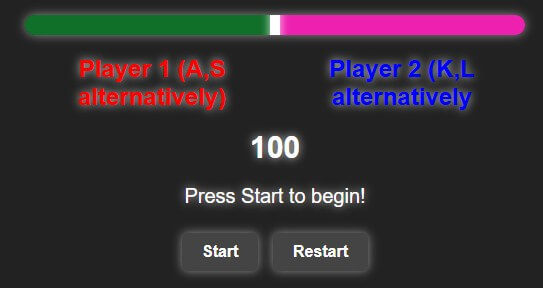 Player 1 (A,S
alternatively)
Player 2 (K,L
alternatively
100
Press Start to begin!
Start
Restart